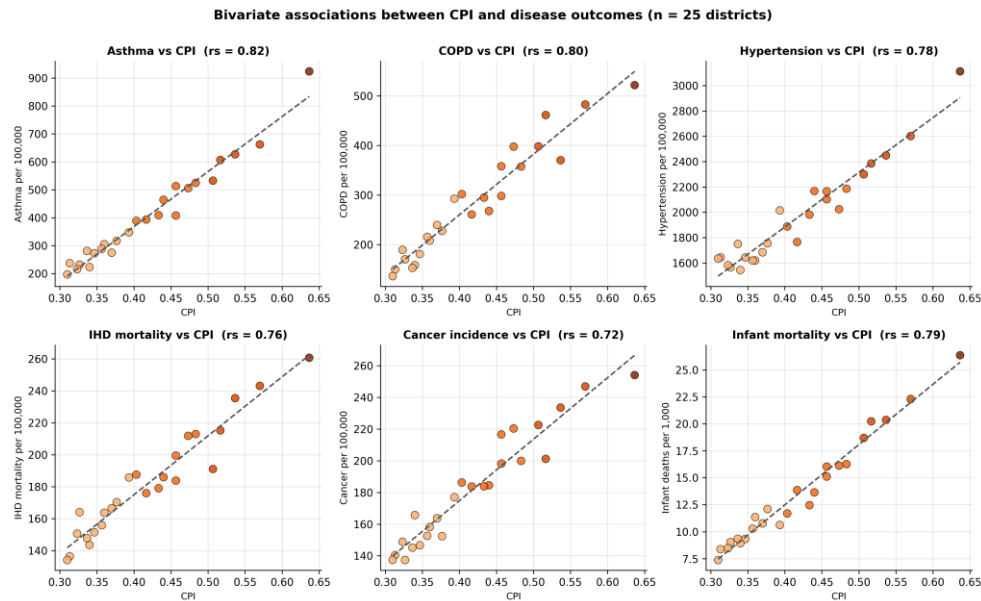 Bivariate associations between CPI and disease outcomes (n = 25 districts)
Asthma vs CPI (rs = 0.82)
COPD vs CPI (rs = 0.80)
Hypertension vs CPI (rs = 0.78)
Asthma per 100,000
900
800
700
600
500
400
300
200
0.30 0.35 0.40 0.45 0.50 0.55 0.60 0.65
CPI
COPD per 100,000
500
400
300
200
0.30 0.35 0.40 0.45 0.50 0.55 0.60 0.65
CPI
Hypertension per 100,000
3000
2800
2600
2400
2200
2000
1800
1600
0.30 0.35 0.40 0.45 0.50 0.55 0.60 0.65
CPI
IHD mortality vs CPI (rs = 0.76)
Cancer incidence vs CPI (rs = 0.72)
Infant mortality vs CPI (rs = 0.79)
IHD mortality per 100,000
260
240
220
200
180
160
140
0.30 0.35 0.40 0.45 0.50 0.55 0.60 0.65
CPI
Cancer per 100,000
260
240
220
200
180
160
140
0.30 0.35 0.40 0.45 0.50 0.55 0.60 0.65
CPI
Infant deaths per 1,000
25.0
22.5
20.0
17.5
15.0
12.5
10.0
7.5
0.30 0.35 0.40 0.45 0.50 0.55 0.60 0.65
CPI